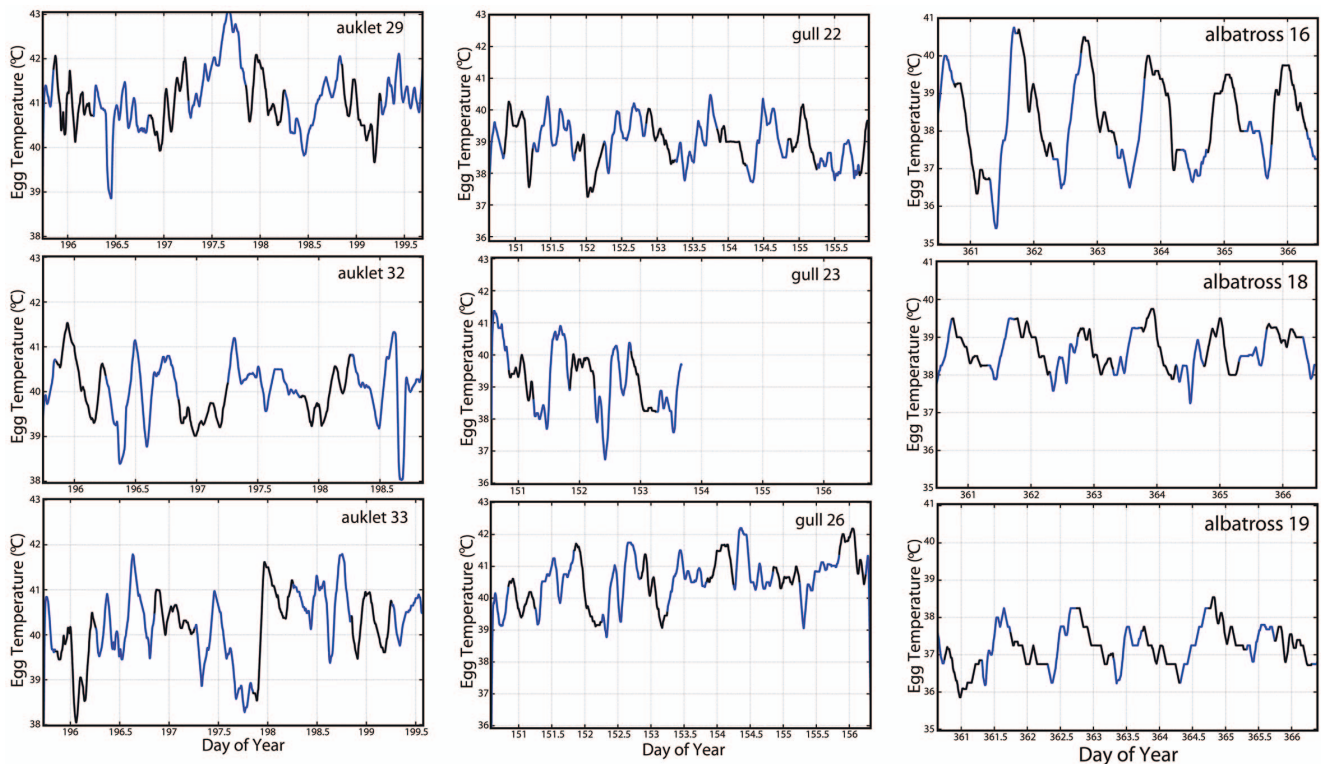 auklet 29
Egg Temperature (ºC)
43
42
41
40
39
38
196 196.5 197 197.5 198 198.5 199 199.5
gull 22
Egg Temperature (ºC)
43
42
41
40
39
38
37
36
151 151.5 152 152.5 153 153.5 154 154.5 155 155.5
albatross 16
Egg Temperature (ºC)
41
40
39
38
37
36
35
361 362 363 364 365 366
auklet 32
Egg Temperature (ºC)
43
42
41
40
39
38
196 196.5 197 197.5 198 198.5
gull 23
Egg Temperature (ºC)
43
42
41
40
39
38
37
36
151 152 153 154 155 156
albatross 18
Egg Temperature (ºC)
41
40
39
38
37
36
35
361 362 363 364 365 366
auklet 33
Egg Temperature (ºC)
43
42
41
40
39
38
196 196.5 197 197.5 198 198.5 199 199.5
Day of Year
gull 26
Egg Temperature (ºC)
43
42
41
40
39
38
37
36
151 151.5 152 152.5 153 153.5 154 154.5 155 155.5 156
Day of Year
albatross 19
Egg Temperature (ºC)
41
40
39
38
37
36
35
361 361.5 362 362.5 363 363.5 364 364.5 365 365.5 366
Day of Year